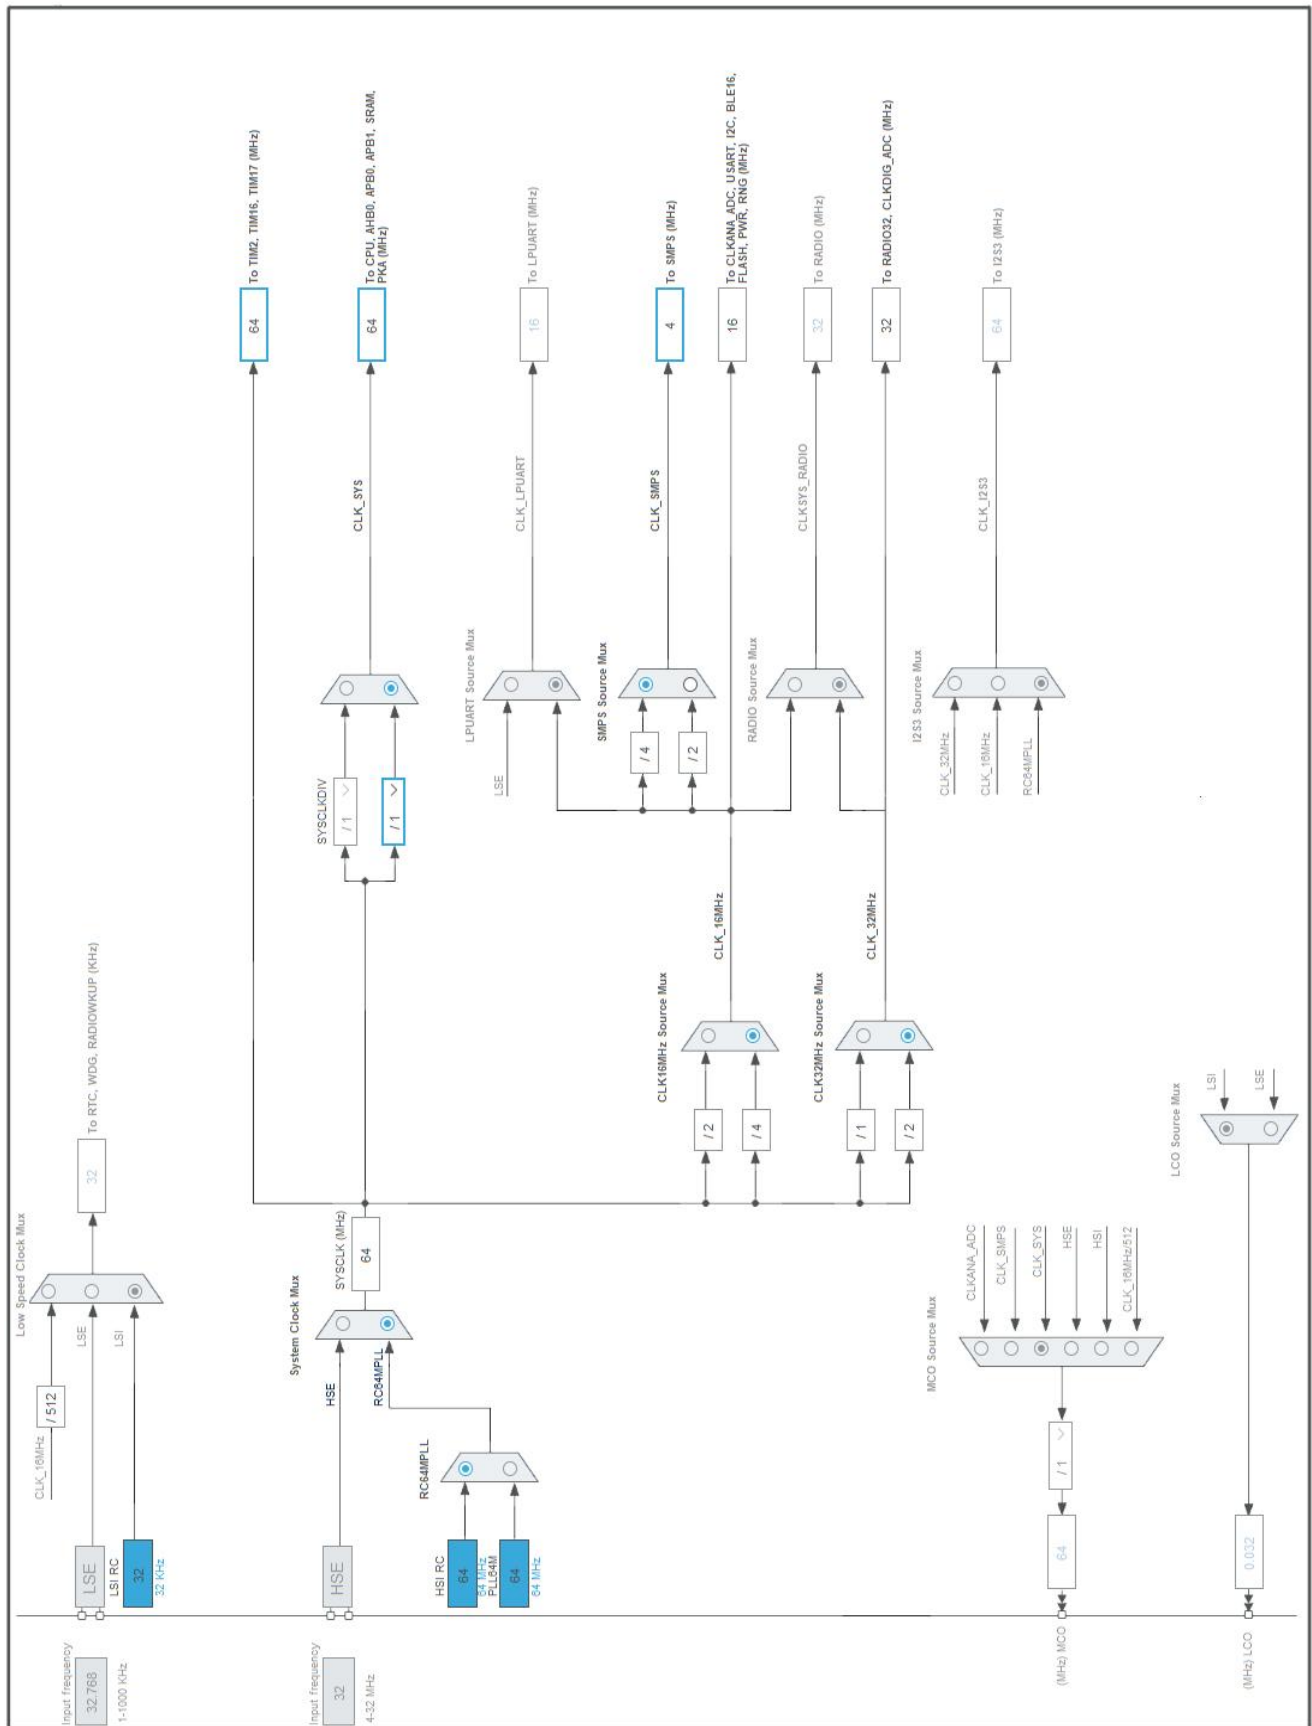 Input frequency
32.768
1-1000 KHz
LSE
LSI RC
32
32 KHz
CLK_16MHz
/ 512
LSE
LSI
Low Speed Clock Mux
32
To RTC, WDG, RADIOWKUP (KHz)
Input frequency
32
4-32 MHz
HSE
HSI RC
64
64 MHz
PLL64M
64
64 MHz
RC64MPLL
HSE
RC64MPLL
System Clock Mux
SYSCLK (MHz)
64
SYSCLKDIV
/ 1
/ 1
CLK_SYS
64
To TIM2, TIM16, TIM17 (MHz)
64
To CPU, AHB0, APB0, APB1, SRAM,
PKA (MHz)
LSE
LPUART Source Mux
CLK_LPUART
16
To LPUART (MHz)
/ 4
/ 2
SMPS Source Mux
CLK_SMPS
4
To SMPS (MHz)
/ 2
/ 4
CLK16MHz Source Mux
CLK_16MHz
16
To CLKANA_ADC, USART, I2C, BLE16,
FLASH, PWR, RNG (MHz)
RADIO Source Mux
CLKSYS_RADIO
32
To RADIO (MHz)
/ 1
/ 2
CLK32MHz Source Mux
CLK_32MHz
32
To RADIO32, CLKDIG_ADC (MHz)
CLK_32MHz
CLK_16MHz
RC64MPLL
I2S3 Source Mux
CLK_I2S3
64
To I2S3 (MHz)
(MHz) MCO
64
/ 1
MCO Source Mux
CLKANA_ADC
CLK_SMPS
CLK_SYS
HSE
HSI
CLK_16MHz/512
(MHz) LCO
0.032
LCO Source Mux
LSI
LSE